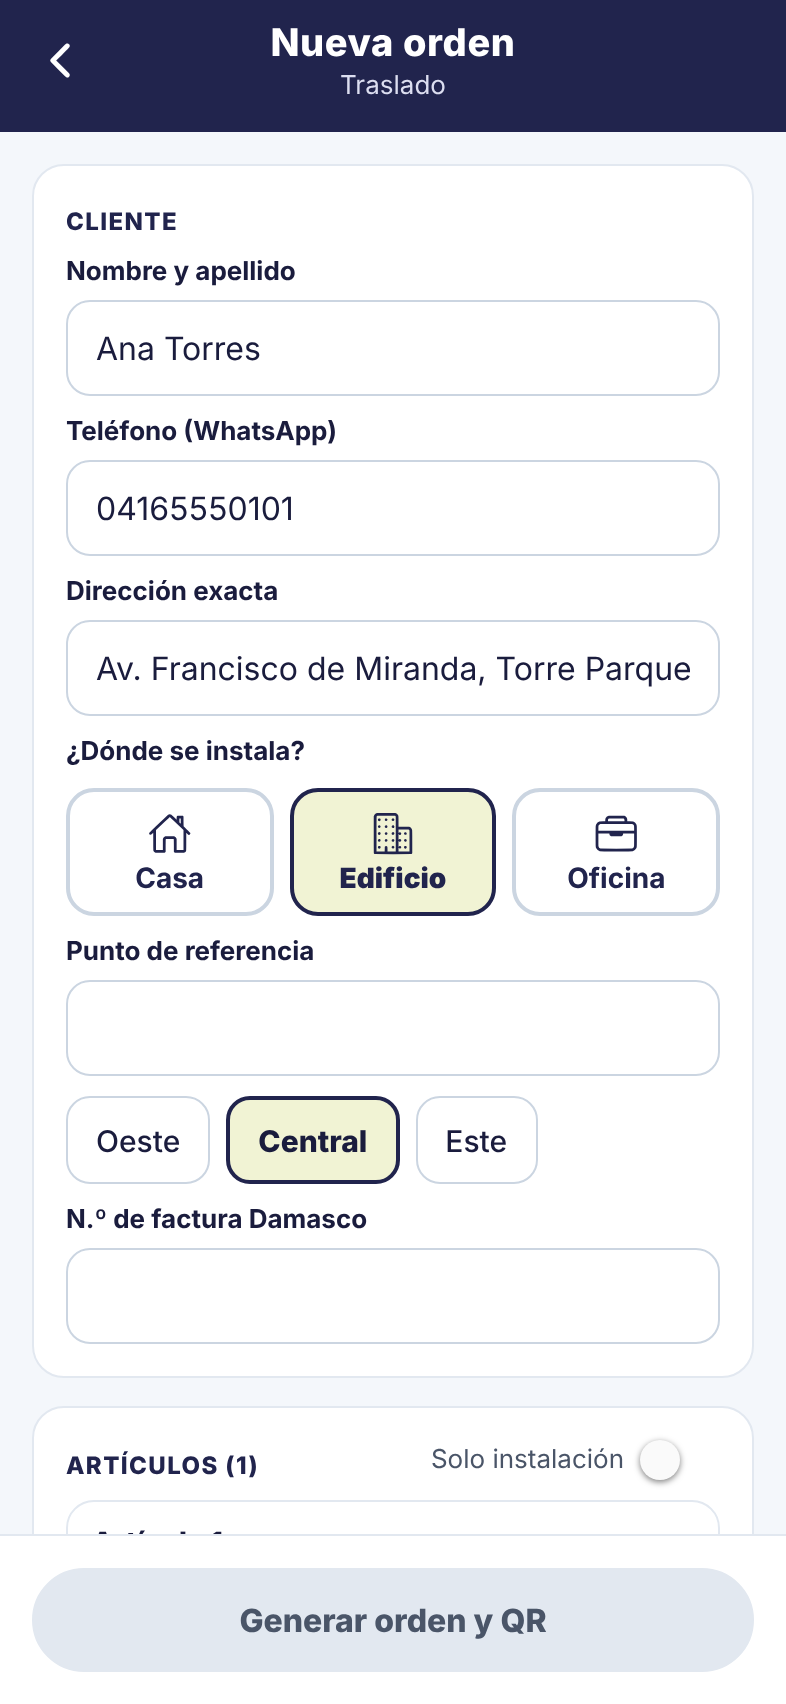 Nueva orden
Traslado
CLIENTE
Nombre y apellido
Ana Torres
Teléfono (WhatsApp)
04165550101
Dirección exacta
Av. Francisco de Miranda, Torre Parque
¿Dónde se instala?
Casa Edificio Oficina
Punto de referencia
Oeste Central Este
N.º de factura Damasco
ARTÍCULOS (1) Solo instalación
Generar orden y QR